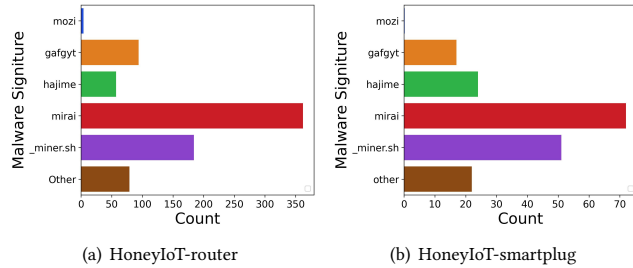 mozi
gafgyt
hajime
mirai
_miner.sh
Other
Malware Signiture
0 50 100 150 200 250 300 350
Count
(a) HoneyIoT-router
mozi
gafgyt
hajime
mirai
_miner.sh
other
Malware Signiture
0 10 20 30 40 50 60 70
Count
(b) HoneyIoT-smartplug